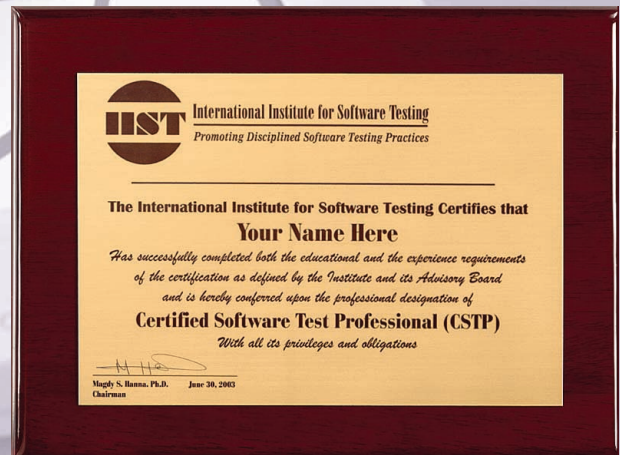 IIST
International Institute for Software Testing
Promoting Disciplined Software Testing Practices
The International Institute for Software Testing Certifies that
Your Name Here
Has successfully completed both the educational and the experience requirements
of the certification as defined by the Institute and its Advisory Board
and is hereby conferred upon the professional designation of
Certified Software Test Professional (CSTP)
With all its privileges and obligations
Magdy S. Hanna. Ph.D. June 30, 2003
Chairman